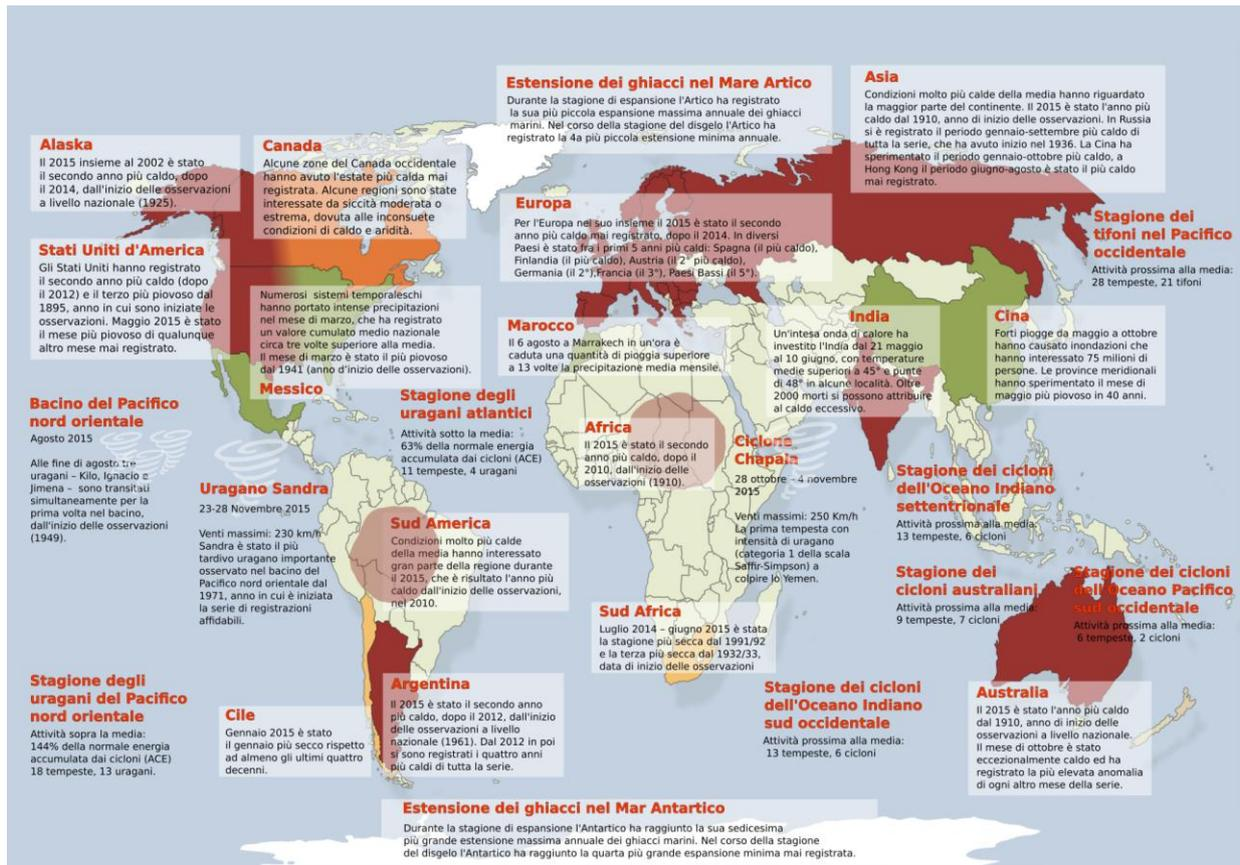 Estensione dei ghiacci nel Mare Artico
Durante la stagione di espansione l'Artico ha registrato
la sua più piccola espansione massima annuale dei ghiacci
marini. Nel corso della stagione del disgelo l'Artico ha
registrato la 4a più piccola estensione minima annuale.
Asia
Condizioni molto più calde della media hanno riguardato
la maggior parte del continente. Il 2015 è stato l'anno più
caldo dal 1910, anno di inizio delle osservazioni. In Russia
si è registrato il periodo gennaio-settembre più caldo di
tutta la serie, che ha avuto inizio nel 1936. La Cina ha
sperimentato il periodo gennaio-ottobre più caldo, a
Hong Kong il periodo giugno-agosto è stato il più caldo
mai registrato.
Alaska
Il 2015 insieme al 2002 è stato
il secondo anno più caldo, dopo
il 2014, dall'inizio delle osservazioni
a livello nazionale (1925).
Canada
Alcune zone del Canada occidentale
hanno avuto l'estate più calda mai
registrata. Alcune regioni sono state
interessate da siccità moderata o
estrema, dovuta alle inconsuete
condizioni di caldo e aridità.
Europa
Per l'Europa nel suo insieme il 2015 è stato il secondo
anno più caldo mai registrato, dopo il 2014. In diversi
Paesi è stato fra i primi 5 anni più caldi: Spagna (il più caldo),
Finlandia (il più caldo), Austria (il 2° più caldo),
Germania (il 2°),Francia (il 3°), Paesi Bassi (il 5°).
Stagione dei
tifoni nel Pacifico
occidentale
Attività prossima alla media:
28 tempeste, 21 tifoni
Stati Uniti d'America
Gli Stati Uniti hanno registrato
il secondo anno più caldo (dopo
il 2012) e il terzo più piovoso dal
1895, anno in cui sono iniziate le
osservazioni. Maggio 2015 è stato
il mese più piovoso di qualunque
altro mese mai registrato.
Numerosi sistemi temporaleschi
hanno portato intense precipitazioni
nel mese di marzo, che ha registrato
un valore cumulato medio nazionale
circa tre volte superiore alla media.
Il mese di marzo è stato il più piovoso
dal 1941 (anno d'inizio delle osservazioni).
Messico
Marocco
Il 6 agosto a Marrakech in un'ora è
caduta una quantità di pioggia superiore
a 13 volte la precipitazione media mensile.
India
Un'intesa onda di calore ha
investito l'India dal 21 maggio
al 10 giugno, con temperature
medie superiori a 45° e punte
di 48° in alcune località. Oltre
2000 morti si possono attribuire
al caldo eccessivo.
Cina
Forti piogge da maggio a ottobre
hanno causato inondazioni che
hanno interessato 75 milioni di
persone. Le province meridionali
hanno sperimentato il mese di
maggio più piovoso in 40 anni.
Bacino del Pacifico
nord orientale
Agosto 2015
Alle fine di agosto tre
uragani – Kilo, Ignacio e
Jimena – sono transitati
simultaneamente per la
prima volta nel bacino,
dall'inizio delle osservazioni
(1949).
Stagione degli
uragani atlantici
Attività sotto la media:
63% della normale energia
accumulata dai cicloni (ACE)
11 tempeste, 4 uragani
Africa
Il 2015 è stato il secondo
anno più caldo, dopo il
2010, dall'inizio delle
osservazioni (1910).
Ciclone
Chapala
28 ottobre – 4 novembre
2015
Venti massimi: 250 Km/h
La prima tempesta con
intensità di uragano
(categoria 1 della scala
Saffir-Simpson) a
colpire lo Yemen.
Uragano Sandra
23-28 Novembre 2015
Venti massimi: 230 km/h
Sandra è stato il più
tardivo uragano importante
osservato nel bacino del
Pacifico nord orientale dal
1971, anno in cui è iniziata
la serie di registrazioni
affidabili.
Stagione dei cicloni
dell'Oceano Indiano
settentrionale
Attività prossima alla media:
13 tempeste, 6 cicloni
Sud America
Condizioni molto più calde
della media hanno interessato
gran parte della regione durante
il 2015, che è risultato l'anno più
caldo dall'inizio delle osservazioni,
nel 2010.
Stagione dei
cicloni australiani
Attività prossima alla media:
9 tempeste, 7 cicloni
Stagione dei cicloni
dell'Oceano Pacifico
sud occidentale
Attività prossima alla media:
6 tempeste, 2 cicloni
Sud Africa
Luglio 2014 – giugno 2015 è stata
la stagione più secca dal 1991/92
e la terza più secca dal 1932/33,
data di inizio delle osservazioni
Stagione degli
uragani del Pacifico
nord orientale
Attività sopra la media:
144% della normale energia
accumulata dai cicloni (ACE)
18 tempeste, 13 uragani.
Cile
Gennaio 2015 è stato
il gennaio più secco rispetto
ad almeno gli ultimi quattro
decenni.
Argentina
Il 2015 è stato il secondo anno
più caldo, dopo il 2012, dall'inizio
delle osservazioni a livello
nazionale (1961). Dal 2012 in poi
si sono registrati i quattro anni
più caldi di tutta la serie.
Stagione dei cicloni
dell'Oceano Indiano
sud occidentale
Attività prossima alla media:
13 tempeste, 6 cicloni
Australia
Il 2015 è stato l'anno più caldo
dal 1910, anno di inizio delle
osservazioni a livello nazionale.
Il mese di ottobre è stato
eccezionalmente caldo ed ha
registrato la più elevata anomalia
di ogni altro mese della serie.
Estensione dei ghiacci nel Mar Antartico
Durante la stagione di espansione l'Antartico ha raggiunto la sua sedicesima
più grande estensione massima annuale dei ghiacci marini. Nel corso della stagione
del disgelo l'Antartico ha raggiunto la quarta più grande espansione minima mai registrata.